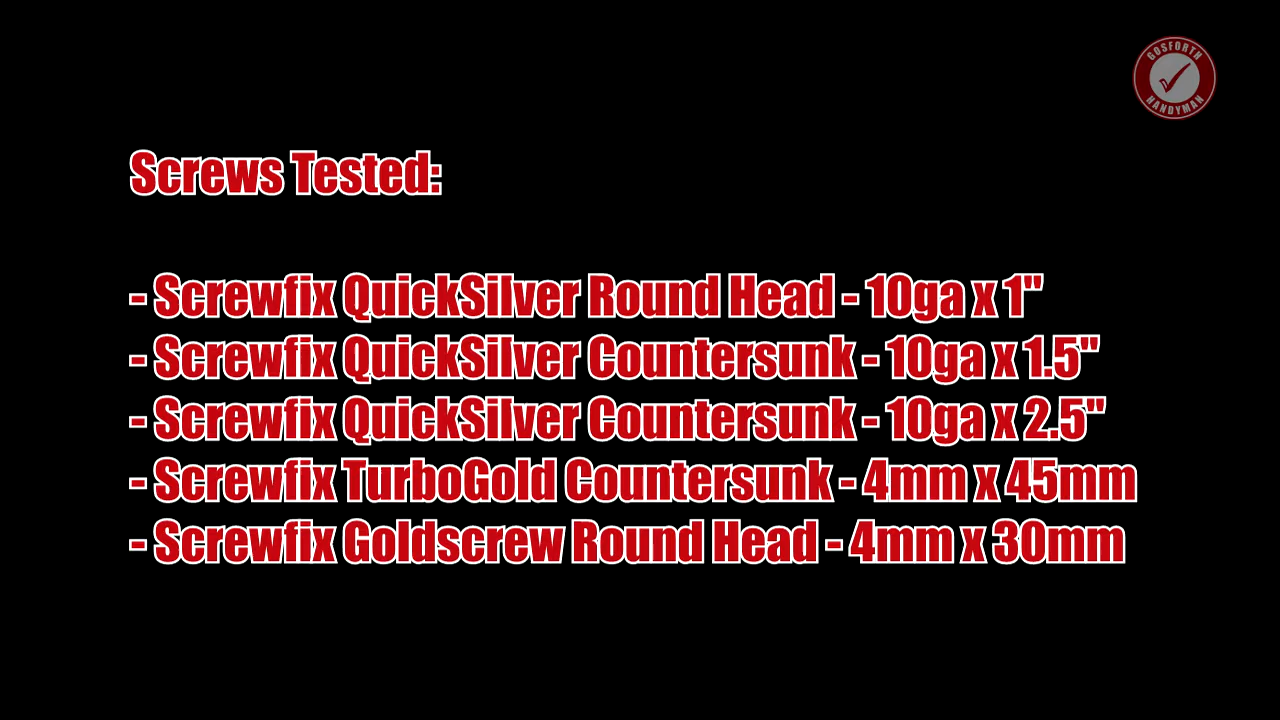 GOSFORTH
HANDYMAN
Screws Tested:
- Screwfix QuickSilver Round Head - 10ga x 1"
- Screwfix QuickSilver Countersunk - 10ga x 1.5"
- Screwfix QuickSilver Countersunk - 10ga x 2.5"
- Screwfix TurboGold Countersunk - 4mm x 45mm
- Screwfix Goldscrew Round Head - 4mm x 30mm